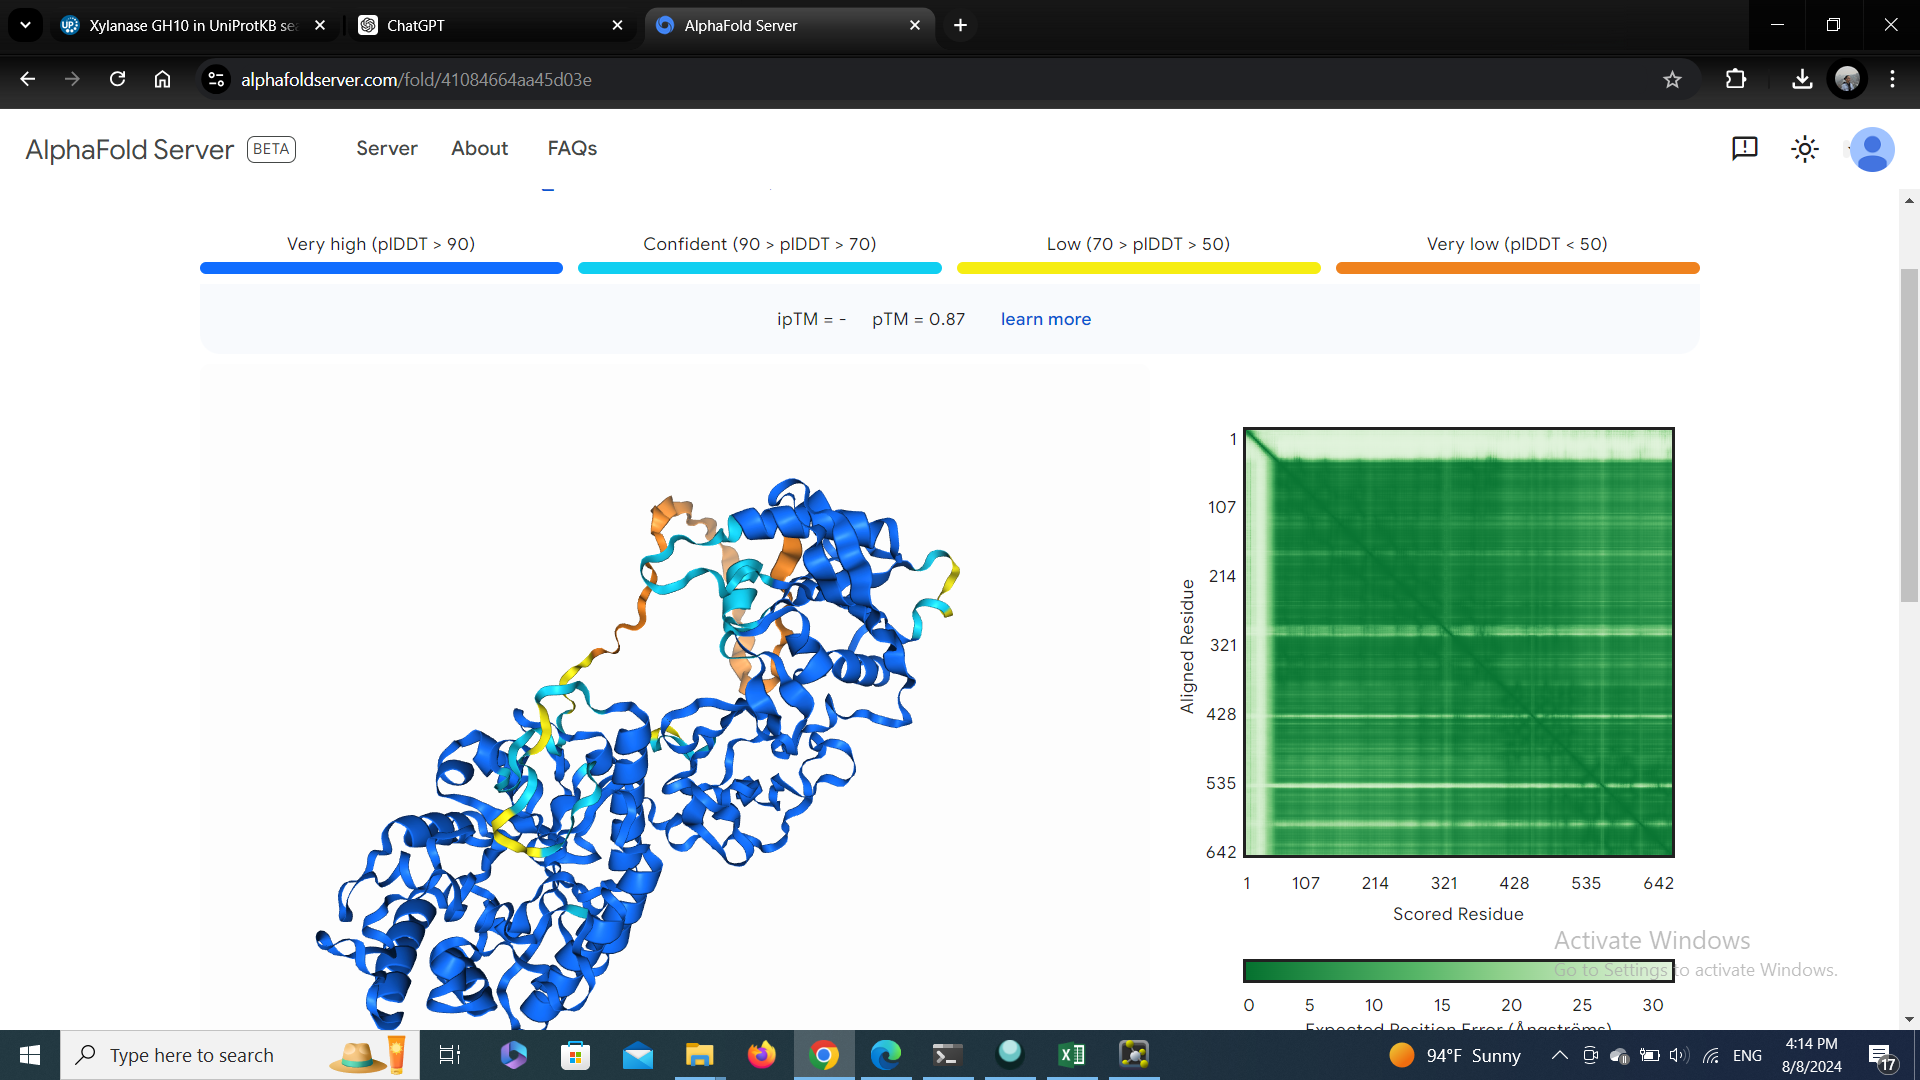 Xylanase GH10 in UniProtKB se
ChatGPT
AlphaFold Server
alphafoldserver.com/fold/41084664aa45d03e
AlphaFold Server
BETA
Server
About
FAQs
Very high (plDDT > 90)
Confident (90 > plDDT > 70)
Low (70 > plDDT > 50)
Very low (plDDT < 50)
ipTM = -
pTM = 0.87
learn more
1
107
214
321
428
535
642
Aligned Residue
1 107 214 321 428 535 642
Scored Residue
0 5 10 15 20 25 30
Expected Position Error (Ångströms)
Activate Windows
Go to Settings to activate Windows.
Type here to search
94°F Sunny
ENG
4:14 PM
8/8/2024
17